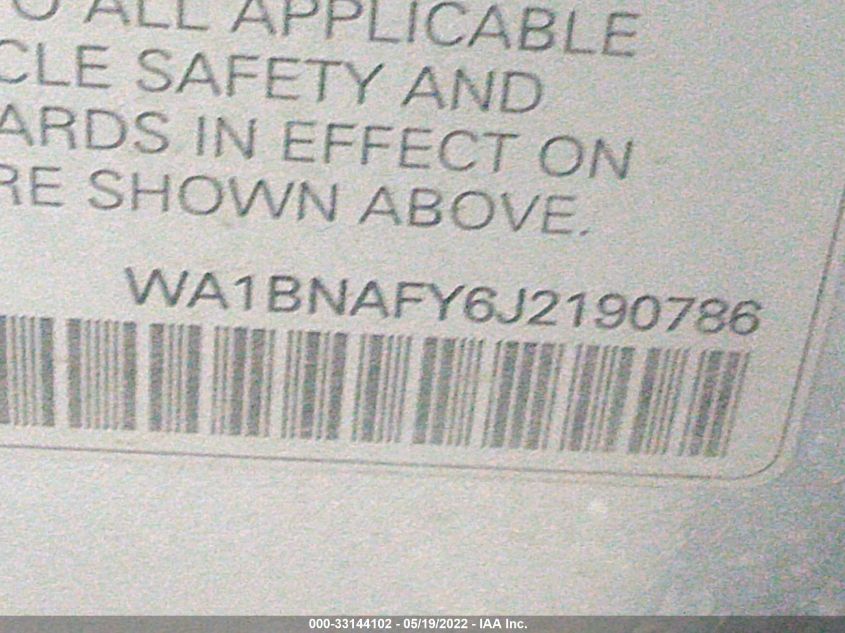 O ALL APPLICABLE
CLE SAFETY AND
ARDS IN EFFECT ON
RE SHOWN ABOVE.
WA1BNAFY6J2190786
000-33144102 - 05/19/2022 - IAA Inc.